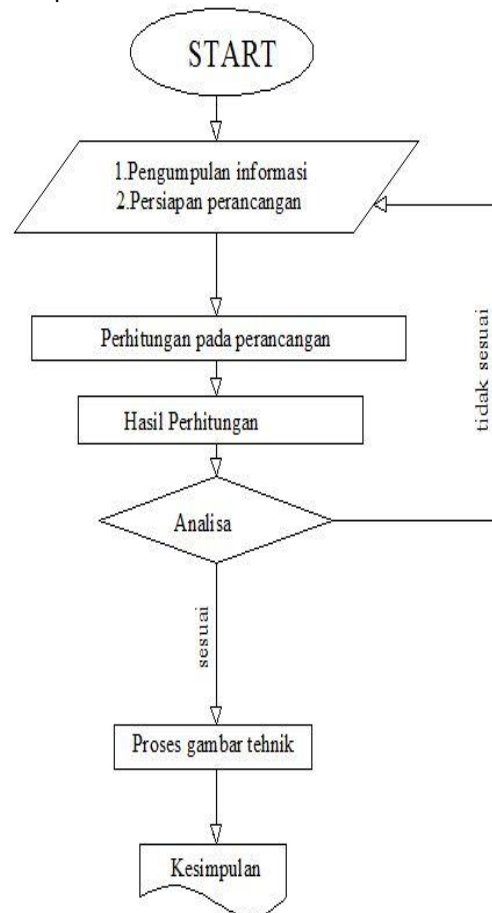 START
1.Pengumpulan informasi
2.Persiapan perancangan
Perhitungan pada perancangan
Hasil Perhitungan
Analisa
tidak sesuai
sesuai
Proses gambar tehnik
Kesimpulan